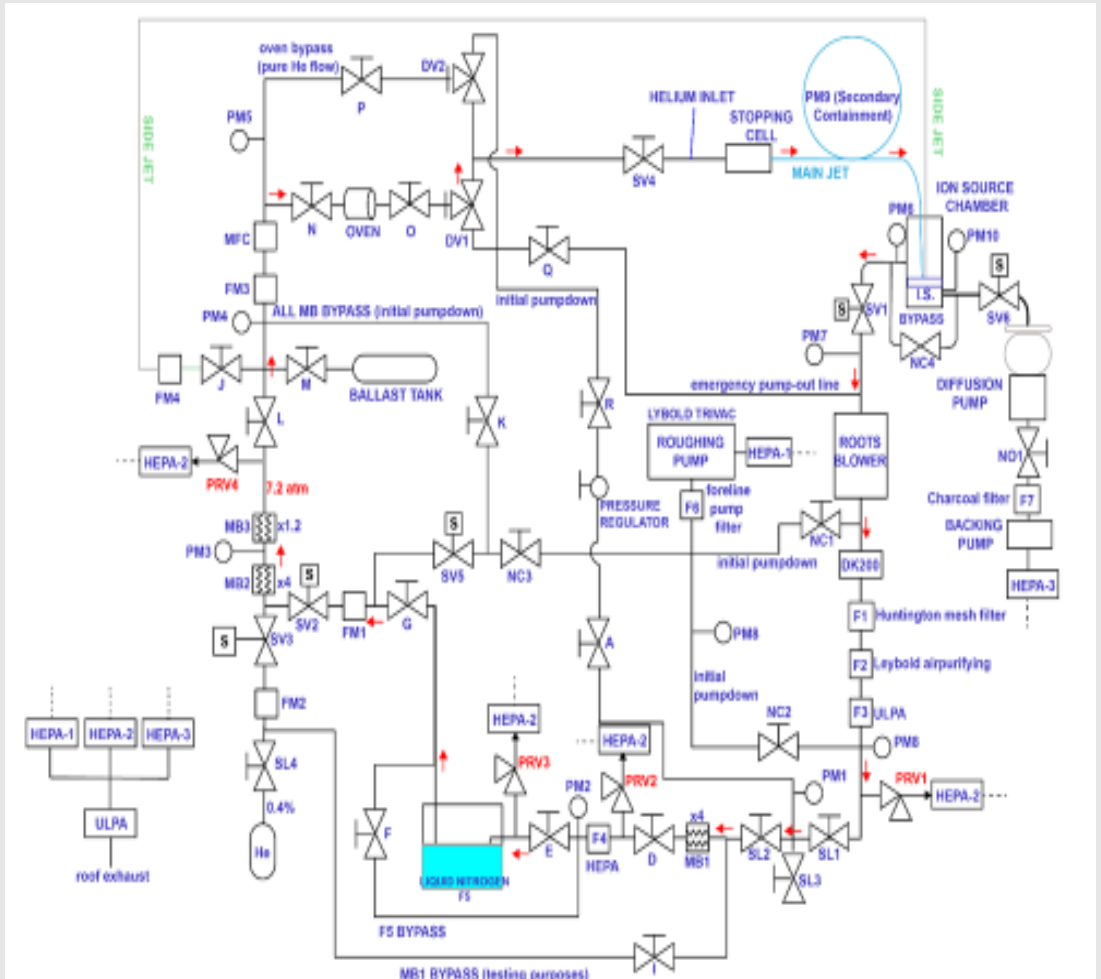 oven bypass
(pure He flow)
P
DV2
PM5
SIDE JET
HELIUM INLET
STOPPING
CELL
PM9 (Secondary
Containment)
SIDE JET
SV4
MAIN JET
ION SOURCE
CHAMBER
PM6
PM10
N
OVEN
O
DV1
Q
MFC
FM3
initial pumpdown
S
SV1
I.S.
BYPASS
S
SV6
NC4
PM7
PM4
ALL MB BYPASS (initial pumpdown)
FM4
J
M
BALLAST TANK
emergency pump-out line
DIFFUSION
PUMP
L
K
R
LYBOLD TRIVAC
ROUGHING
PUMP
HEPA-1
ROOTS
BLOWER
NO1
HEPA-2
PRV4
7.2 atm
PRESSURE
REGULATOR
F6
foreline
pump
filter
Charcoal filter
F7
BACKING
PUMP
MB3
x1.2
PM3
MB2
x4
S
SV2
FM1
G
S
SV5
NC3
NC1
initial pumpdown
DK200
HEPA-3
S
SV3
A
PM8
F1
Huntington mesh filter
F2
Leybold airpurifying
F3
ULPA
initial
pumpdown
NC2
PM8
FM2
HEPA-1
HEPA-2
HEPA-3
HEPA-2
HEPA-2
SL4
PRV3
PRV2
PM2
PM1
PRV1
HEPA-2
0.4%
ULPA
He
roof exhaust
F
LIQUID NITROGEN
F5
E
F4
HEPA
D
x4
MB1
SL2
SL1
SL3
F5 BYPASS
I
MB1 BYPASS (testing purposes)